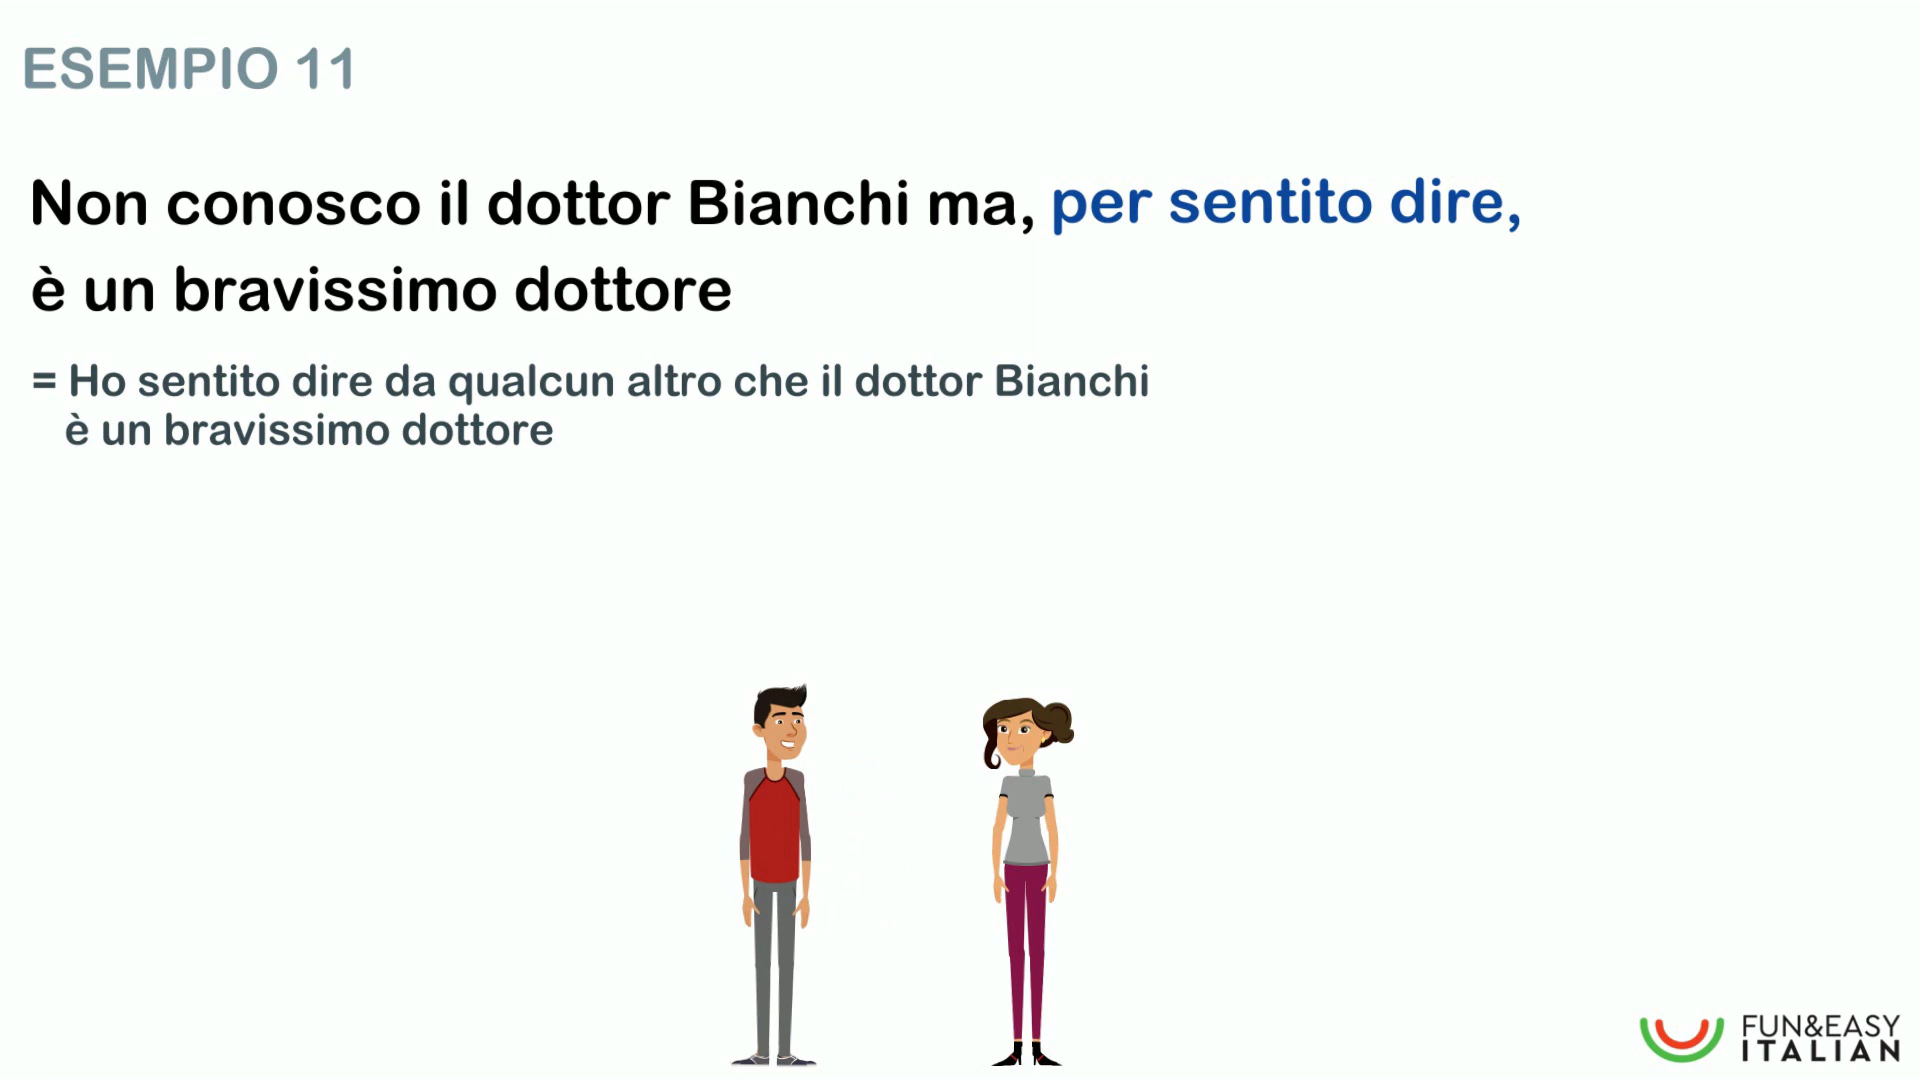 ESEMPIO 11
Non conosco il dottor Bianchi ma, per sentito dire,
è un bravissimo dottore
= Ho sentito dire da qualcun altro che il dottor Bianchi
è un bravissimo dottore
FUN&EASY
ITALIAN